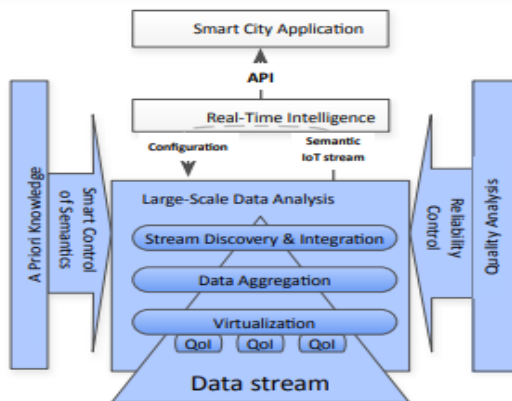 Smart City Application
API
Real-Time Intelligence
Configuration
Semantic
IoT stream
A Priori Knowledge
Smart Control
of Semantics
Large-Scale Data Analysis
Stream Discovery & Integration
Data Aggregation
Virtualization
QoI QoI QoI
Data stream
Reliability
Control
Quality Analysis